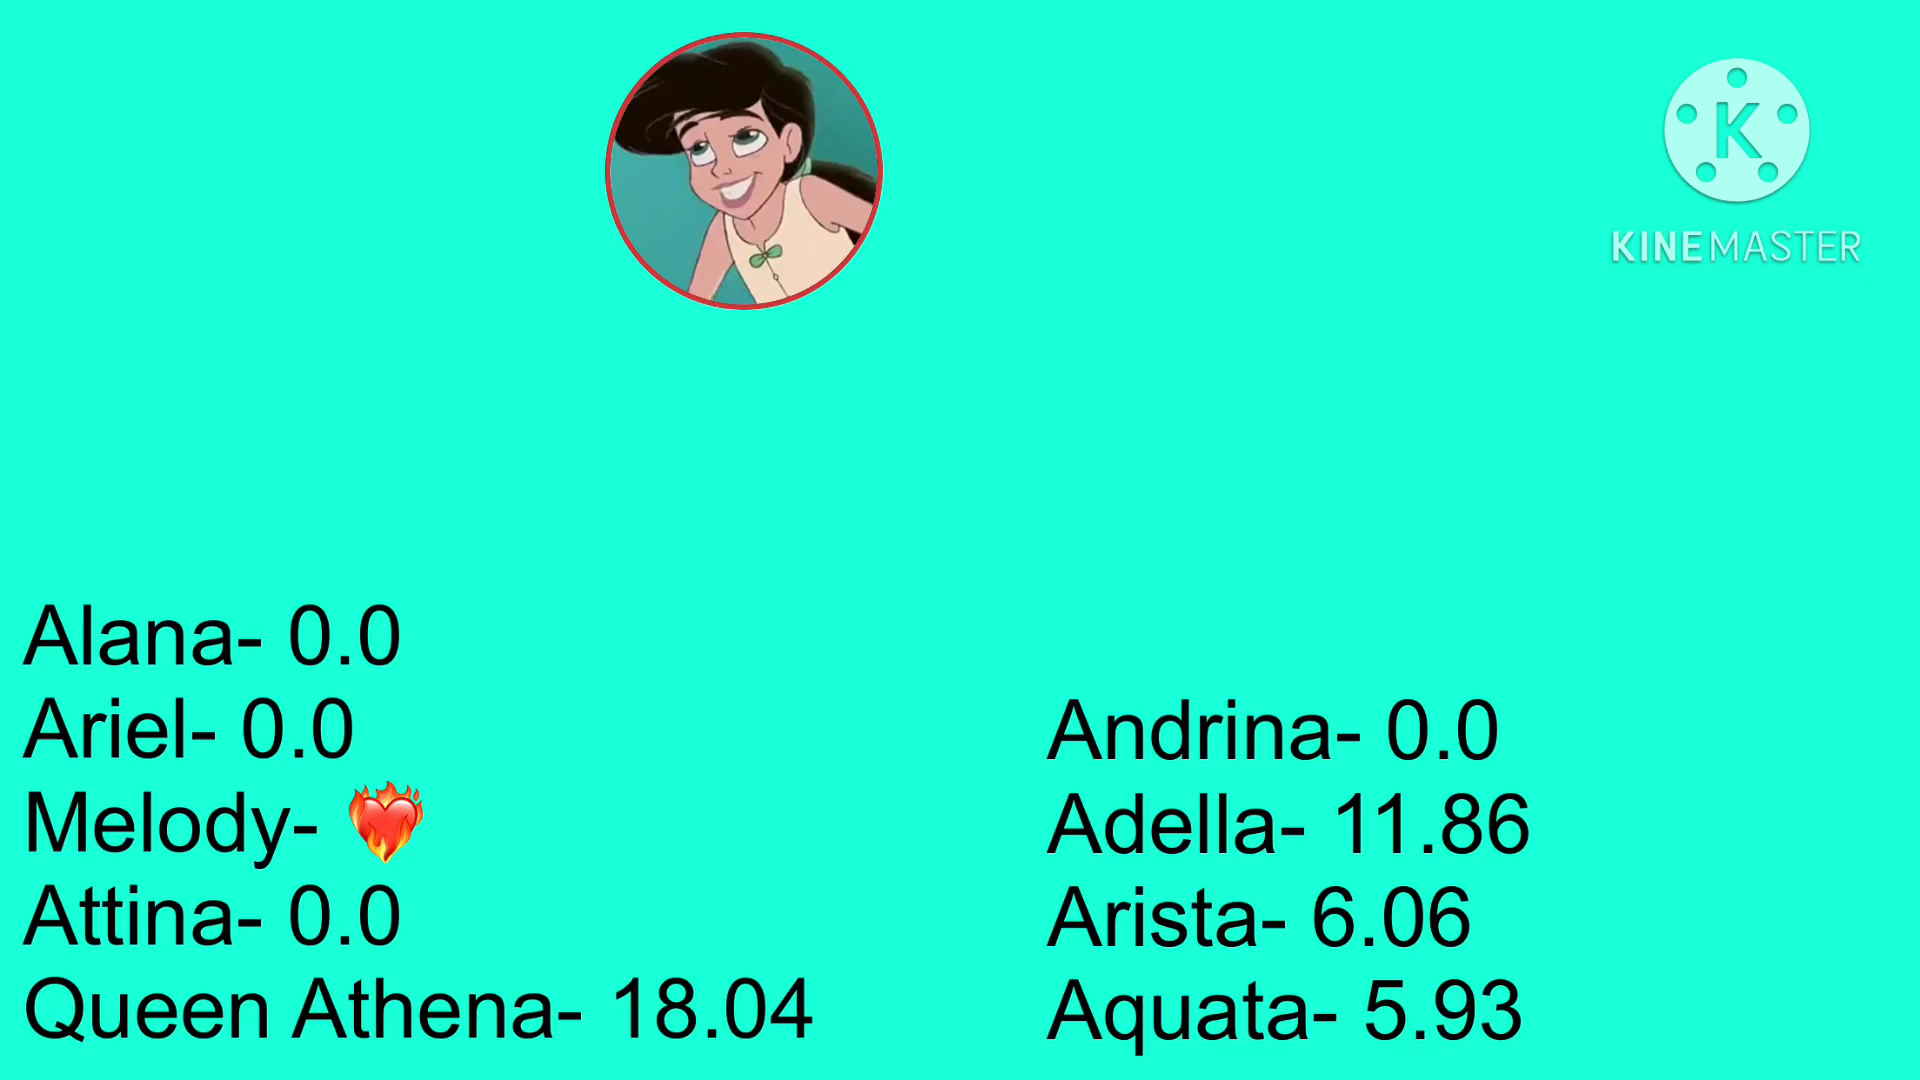 K
KINEMASTER
Alana- 0.0
Ariel- 0.0
Melody- ❤️‍🔥
Attina- 0.0
Queen Athena- 18.04
Andrina- 0.0
Adella- 11.86
Arista- 6.06
Aquata- 5.93